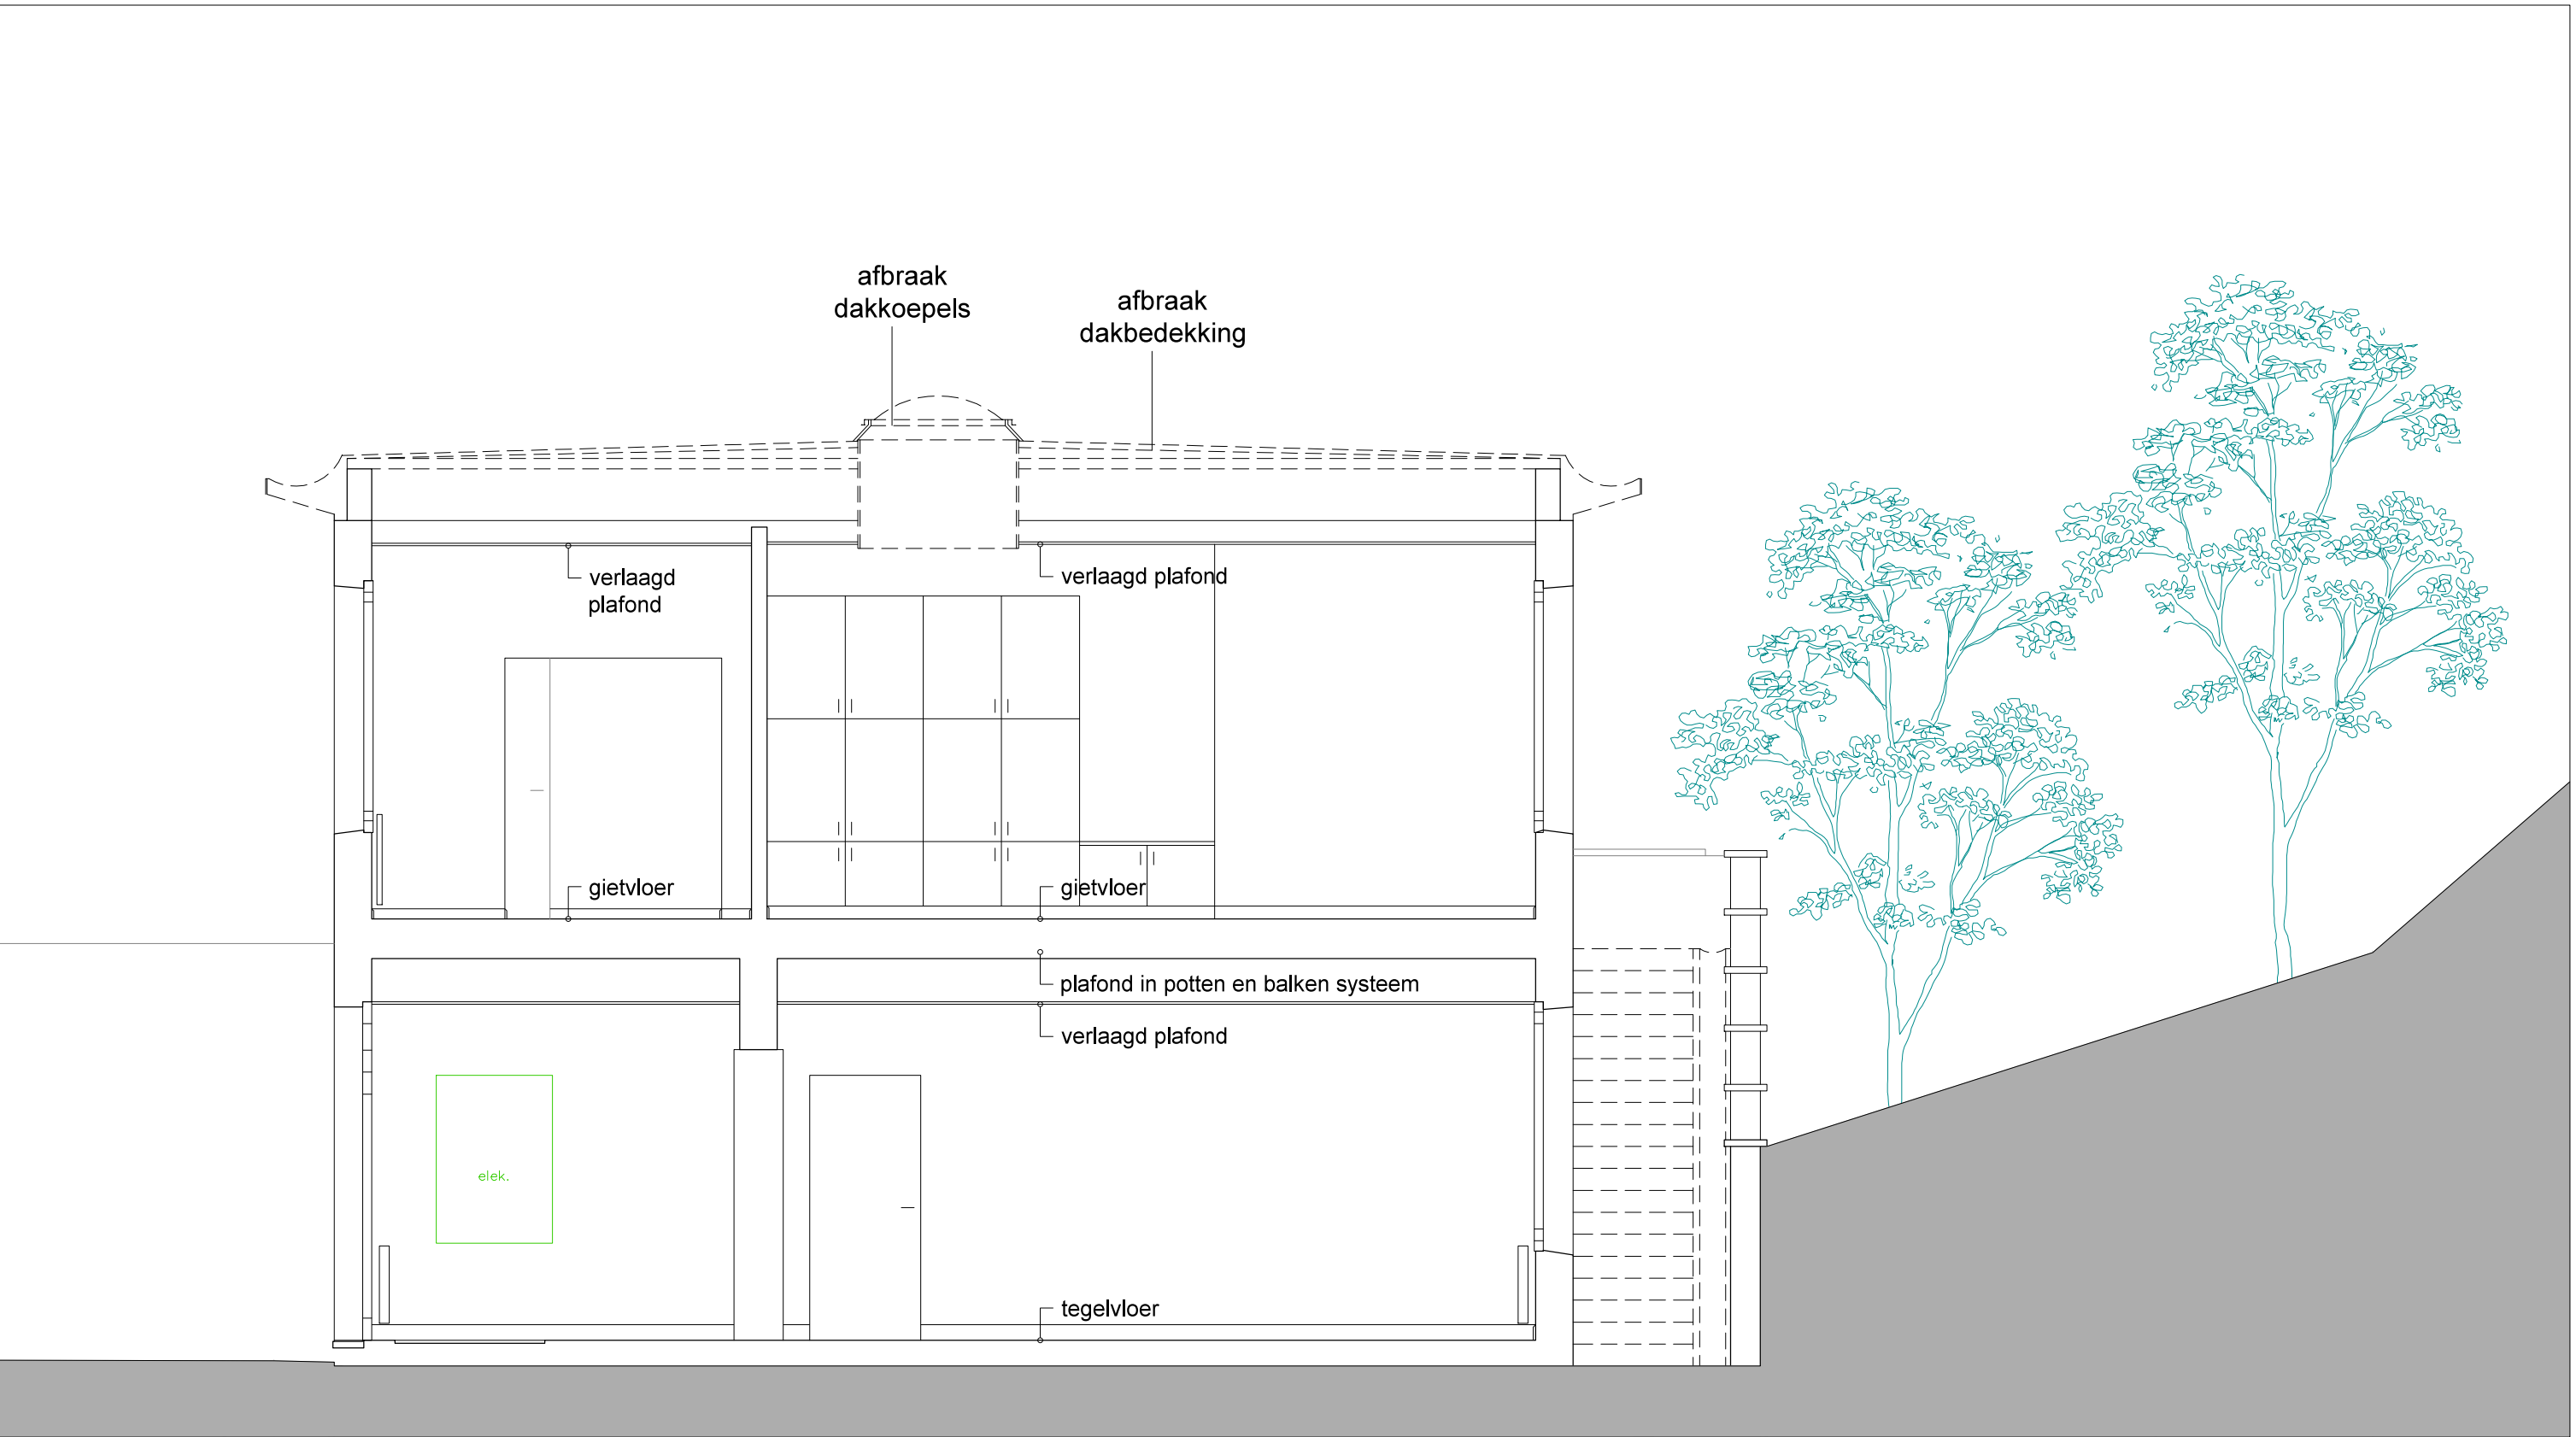 afbraak
dakkoepels
afbraak
dakbedekking
verlaagd
plafond
verlaagd plafond
gietvloer
gietvloer
plafond in potten en balken systeem
verlaagd plafond
elek.
tegelvloer